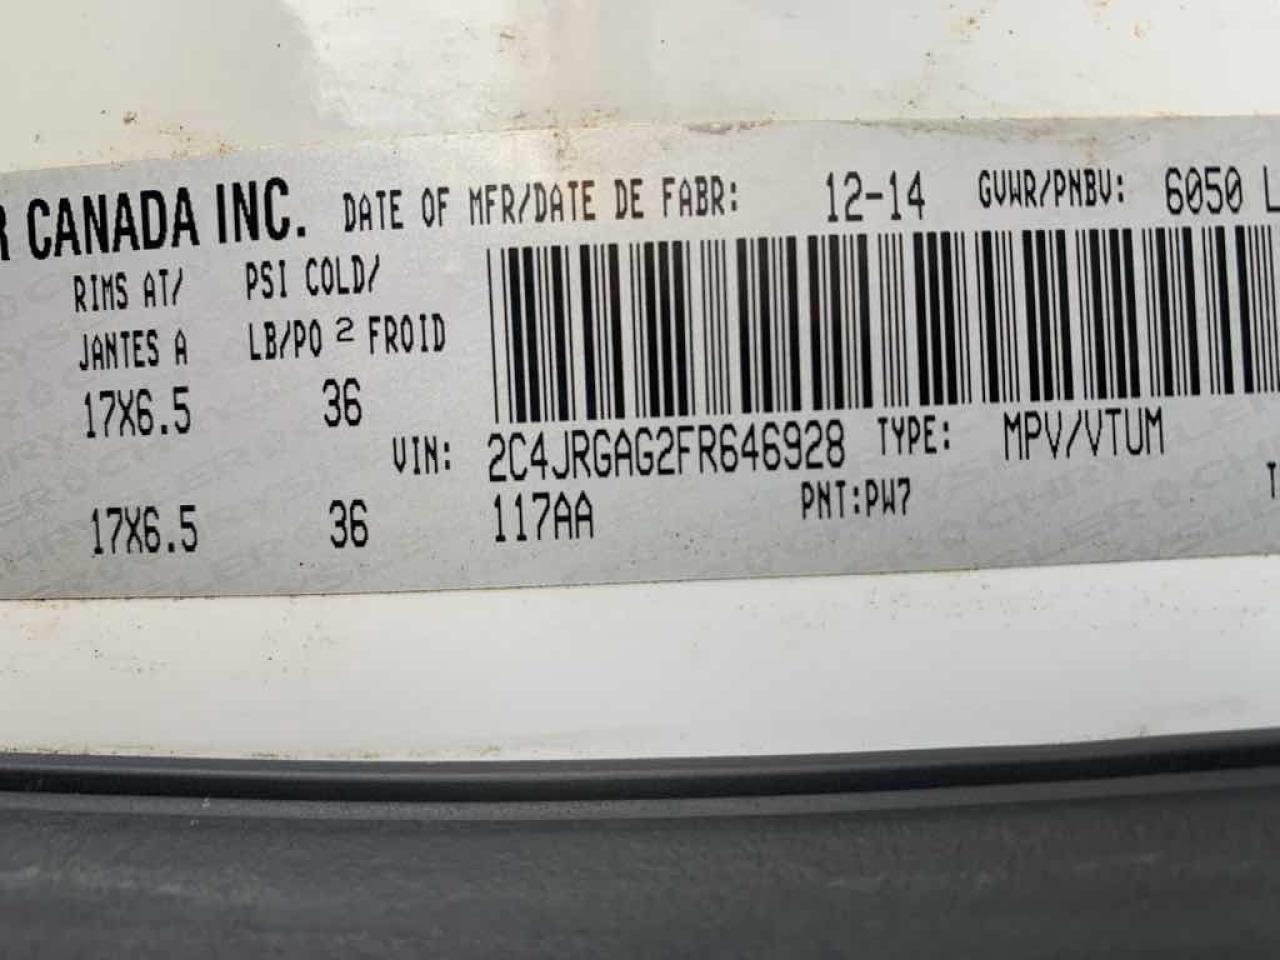 R CANADA INC. DATE OF MFR/DATE DE FABR: 12-14 GVWR/PNBV: 6050 L
RIMS AT/ PSI COLD/
JANTES A LB/PO 2 FROID
17X6.5 36
VIN: 2C4JRGAG2FR646928 TYPE: MPV/VTUM
17X6.5 36 117AA PNT:PW7 T